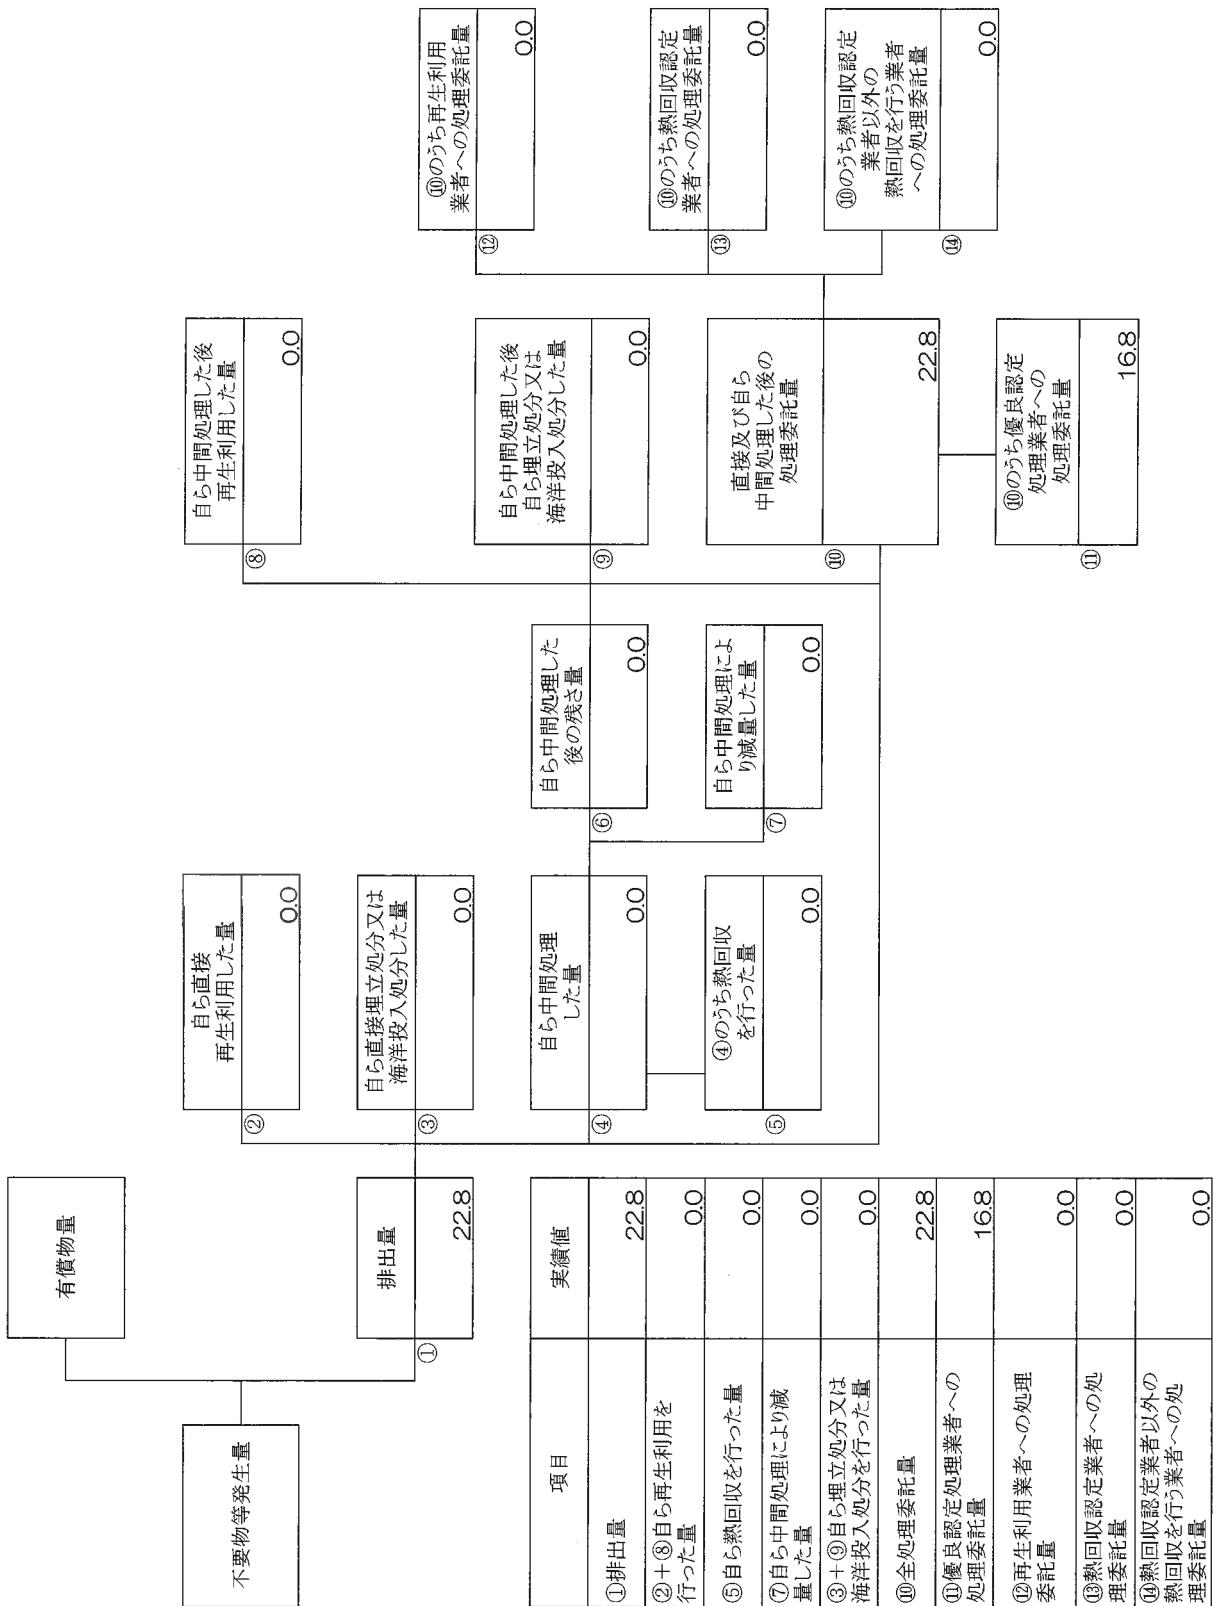 不要物等発生量
有償物量
①
排出量
22.8
②
自ら直接
再生利用した量
0.0
③
自ら直接埋立処分又は
海洋投入処分した量
0.0
④
自ら中間処理
した量
0.0
⑤
④のうち熱回収
を行った量
0.0
⑥
自ら中間処理した
後の残さ量
0.0
⑦
自ら中間処理によ
り減量した量
0.0
⑧
自ら中間処理した後
再生利用した量
0.0
⑨
自ら中間処理した後
自ら埋立処分又は
海洋投入処分した量
0.0
⑩
直接及び自ら
中間処理した後の
処理委託量
22.8
⑪
⑩のうち優良認定
処理業者への
処理委託量
16.8
⑫
⑩のうち再生利用
業者への処理委託量
0.0
⑬
⑩のうち熱回収認定
業者への処理委託量
0.0
⑭
⑩のうち熱回収認定
業者以外の
熱回収を行う業者
への処理委託量
0.0
項目 実績値
①排出量 22.8
②+⑧自ら再生利用を
行った量 0.0
⑤自ら熱回収を行った量 0.0
⑦自ら中間処理により減
量した量 0.0
③+⑨自ら埋立処分又は
海洋投入処分を行った量 0.0
⑩全処理委託量 22.8
⑪優良認定処理業者への
処理委託量 16.8
⑫再生利用業者への処理
委託量 0.0
⑬熱回収認定業者への処
理委託量 0.0
⑭熱回収認定業者以外の
熱回収を行う業者への処
理委託量 0.0